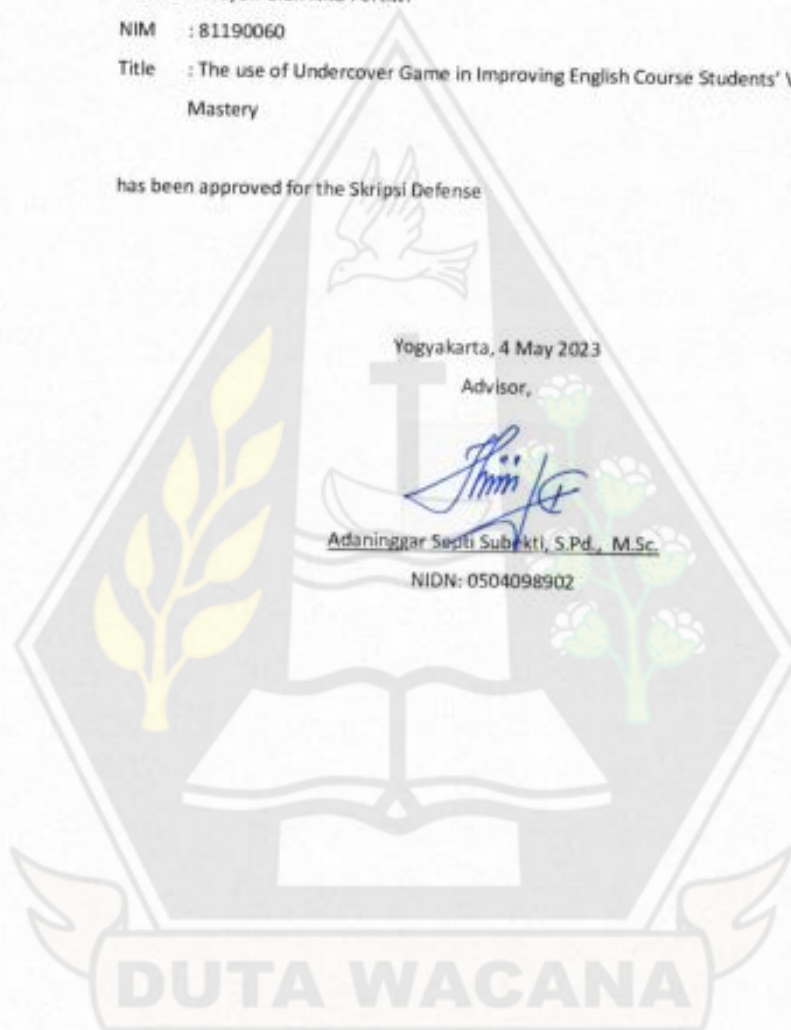 NIM : 81190060
Title : The use of Undercover Game in Improving English Course Students'
Mastery
has been approved for the Skripsi Defense
Yogyakarta, 4 May 2023
Advisor,
Adaninggar Septi Subekti, S.Pd., M.Sc.
NIDN: 0504098902
DUTA WACANA